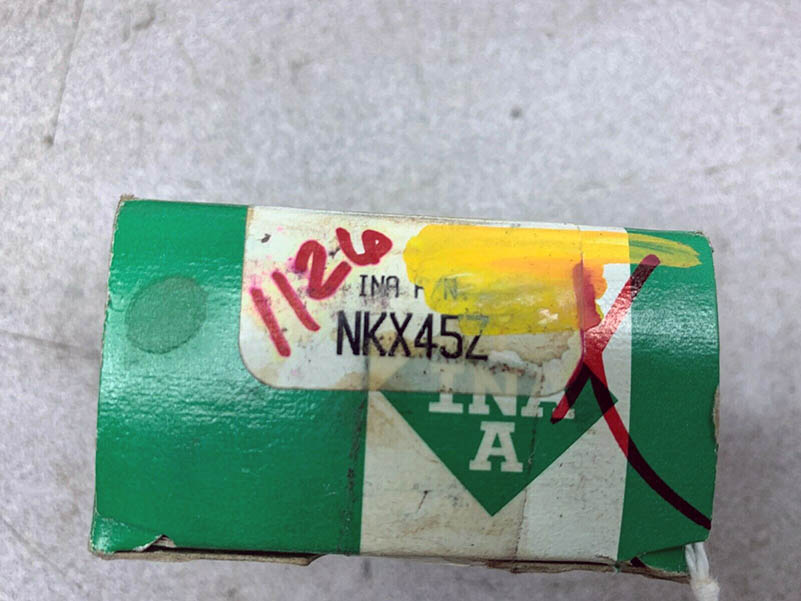 1126
INA P/N.
NKX45Z
INA
A